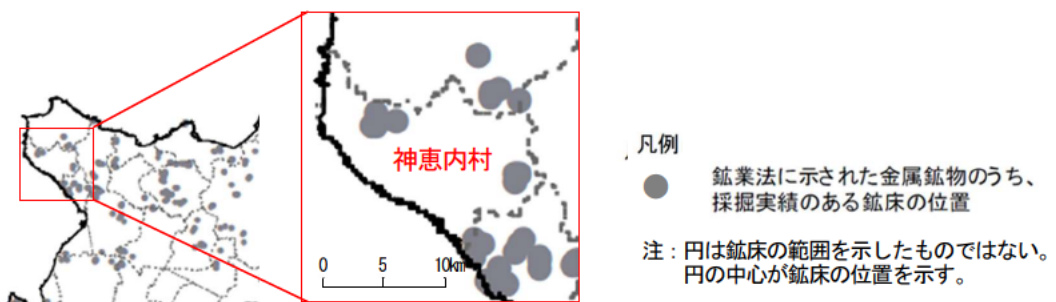 神恵内村
0 5 10km
凡例
鉱業法に示された金属鉱物のうち、
採掘実績のある鉱床の位置
注：円は鉱床の範囲を示したものではない。
円の中心が鉱床の位置を示す。